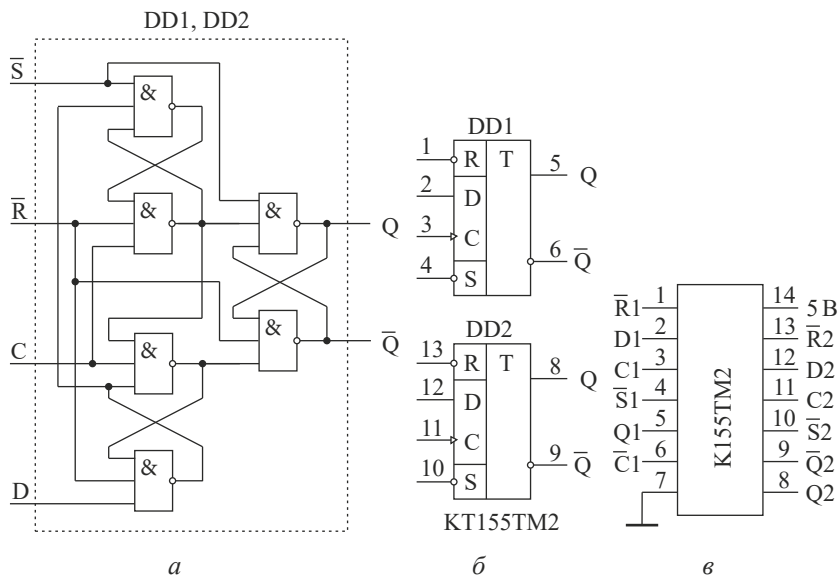 DD1, DD2
S̅
&
&
R̅
&
&
Q
C
&
&
Q̅
D
&
а
DD1
1 R T 5 Q
2 D
3 C 6 Q̅
4 S
DD2
13 R T 8 Q
12 D
11 C 9 Q̅
10 S
КТ155ТМ2
б
R̅1 1 14 5 В
D1 2 13 R̅2
C1 3 12 D2
S̅1 4 11 C2
Q1 5 10 S̅2
C̅1 6 9 Q̅2
7 8 Q2
К155ТМ2
в